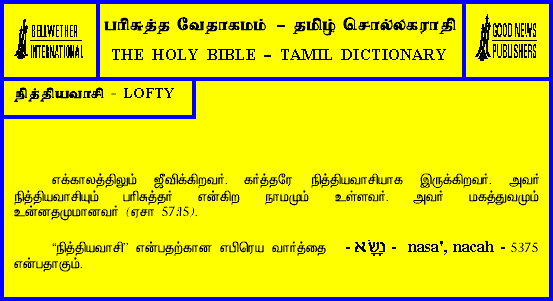 BELLWETHER
INTERNATIONAL
பரிசுத்த வேதாகமம் – தமிழ் சொல்லகராதி
THE HOLY BIBLE – TAMIL DICTIONARY
GOOD NEWS
PUBLISHERS
நித்தியவாசி - LOFTY
எக்காலத்திலும் ஜீவிக்கிறவர். கர்த்தரே நித்தியவாசியாக இருக்கிறவர். அவர்
நித்தியவாசியும் பரிசுத்தர் என்கிற நாமமும் உள்ளவர். அவர் மகத்துவமும்
உன்னதமுமானவர் (ஏசா 57:15).
“நித்தியவாசி” என்பதற்கான எபிரெய வார்த்தை - נָשָׂא - nasa', nacah - 5375
என்பதாகும்.